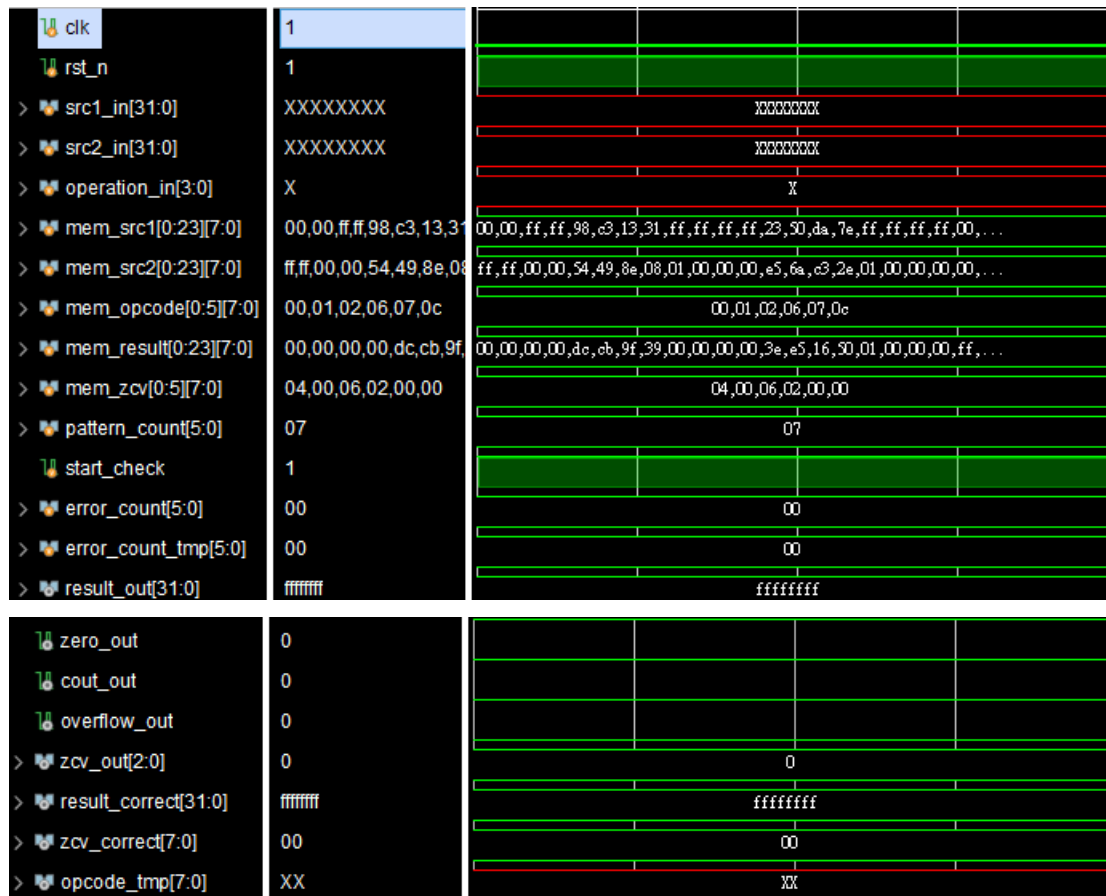 clk 1
rst_n 1
src1_in[31:0] XXXXXXXX XXXXXXXX
src2_in[31:0] XXXXXXXX XXXXXXXX
operation_in[3:0] X X
mem_src1[0:23][7:0] 00,00,ff,ff,98,c3,13,31 00,00,ff,ff,98,c3,13,31,ff,ff,ff,ff,23,50,da,7e,ff,ff,ff,ff,00,...
mem_src2[0:23][7:0] ff,ff,00,00,54,49,8e,08 ff,ff,00,00,54,49,8e,08,01,00,00,00,e5,6a,c3,2e,01,00,00,00,00,...
mem_opcode[0:5][7:0] 00,01,02,06,07,0c 00,01,02,06,07,0c
mem_result[0:23][7:0] 00,00,00,00,dc,cb,9f, 00,00,00,00,dc,cb,9f,39,00,00,00,00,3e,e5,16,50,01,00,00,00,ff,...
mem_zcv[0:5][7:0] 04,00,06,02,00,00 04,00,06,02,00,00
pattern_count[5:0] 07 07
start_check 1
error_count[5:0] 00 00
error_count_tmp[5:0] 00 00
result_out[31:0] ffffffff ffffffff
zero_out 0
cout_out 0
overflow_out 0
zcv_out[2:0] 0 0
result_correct[31:0] ffffffff ffffffff
zcv_correct[7:0] 00 00
opcode_tmp[7:0] XX XX